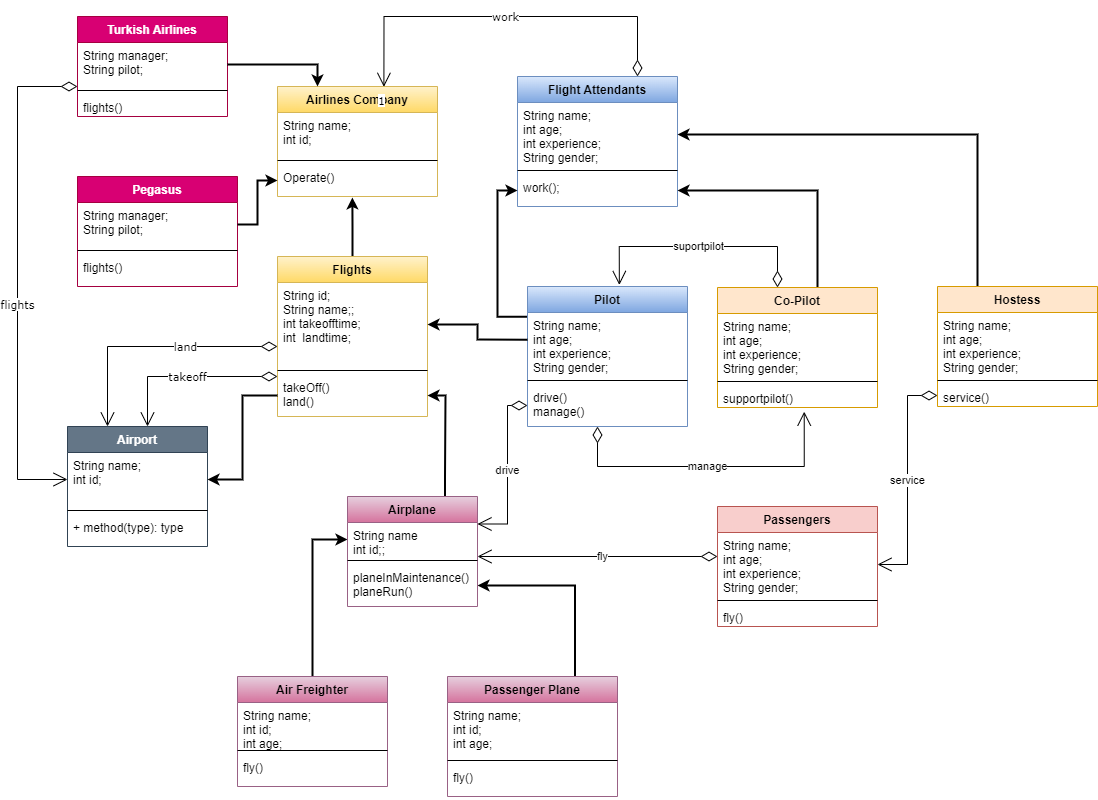 Turkish Airlines
String manager;
String pilot;
flights()
work
Airlines Company
1
String name;
int id;
Operate()
Flight Attendants
String name;
int age;
int experience;
String gender;
work();
Pegasus
String manager;
String pilot;
flights()
flights
Flights
String id;
String name;;
int takeofftime;
int  landtime;
takeOff()
land()
land
takeoff
suportpilot
Pilot
String name;
int age;
int experience;
String gender;
drive()
manage()
Co-Pilot
String name;
int age;
int experience;
String gender;
supportpilot()
Hostess
String name;
int age;
int experience;
String gender;
service()
Airport
String name;
int id;
+ method(type): type
drive
manage
service
Airplane
String name
int id;;
planeInMaintenance()
planeRun()
fly
Passengers
String name;
int age;
int experience;
String gender;
fly()
Air Freighter
String name;
int id;
int age;
fly()
Passenger Plane
String name;
int id;
int age;
fly()